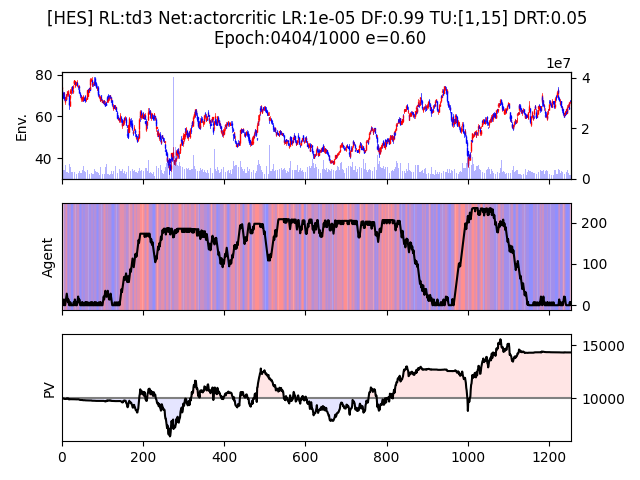 [HES] RL:td3 Net:actorcritic LR:1e-05 DF:0.99 TU:[1,15] DRT:0.05
Epoch:0404/1000 e=0.60
1e7
80
60
40
Env.
4
2
0
Agent
200
100
0
PV
15000
10000
0 200 400 600 800 1000 1200